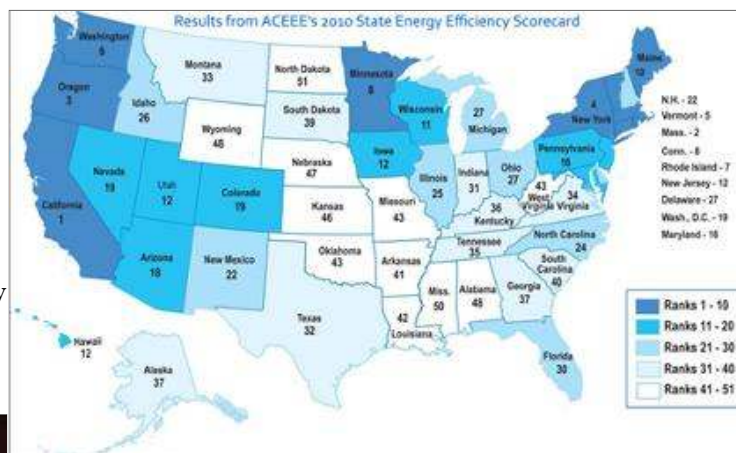 Results from ACEEE's 2010 State Energy Efficiency Scorecard
Washington
6
Oregon
3
California
1
Nevada
19
Idaho
26
Montana
33
Wyoming
48
Utah
12
Colorado
19
Arizona
18
New Mexico
22
North Dakota
51
South Dakota
39
Nebraska
47
Kansas
46
Oklahoma
43
Texas
32
Minnesota
8
Iowa
12
Missouri
43
Arkansas
41
42
Louisiana
Wisconsin
11
Illinois
25
27
Michigan
Indiana
31
Ohio
27
36
Kentucky
Tennessee
35
Miss.
50
Alabama
48
Georgia
37
Florida
30
South
Carolina
40
North Carolina
24
43
West
Virginia
34
Virginia
Pennsylvania
16
4
New York
Maine
10
Hawaii
12
Alaska
37
N.H. - 22
Vermont - 5
Mass. - 2
Conn. - 8
Rhode Island - 7
New Jersey - 12
Delaware - 27
Wash., D.C. - 19
Maryland - 16
Ranks 1 - 10
Ranks 11 - 20
Ranks 21 - 30
Ranks 31 - 40
Ranks 41 - 51
y